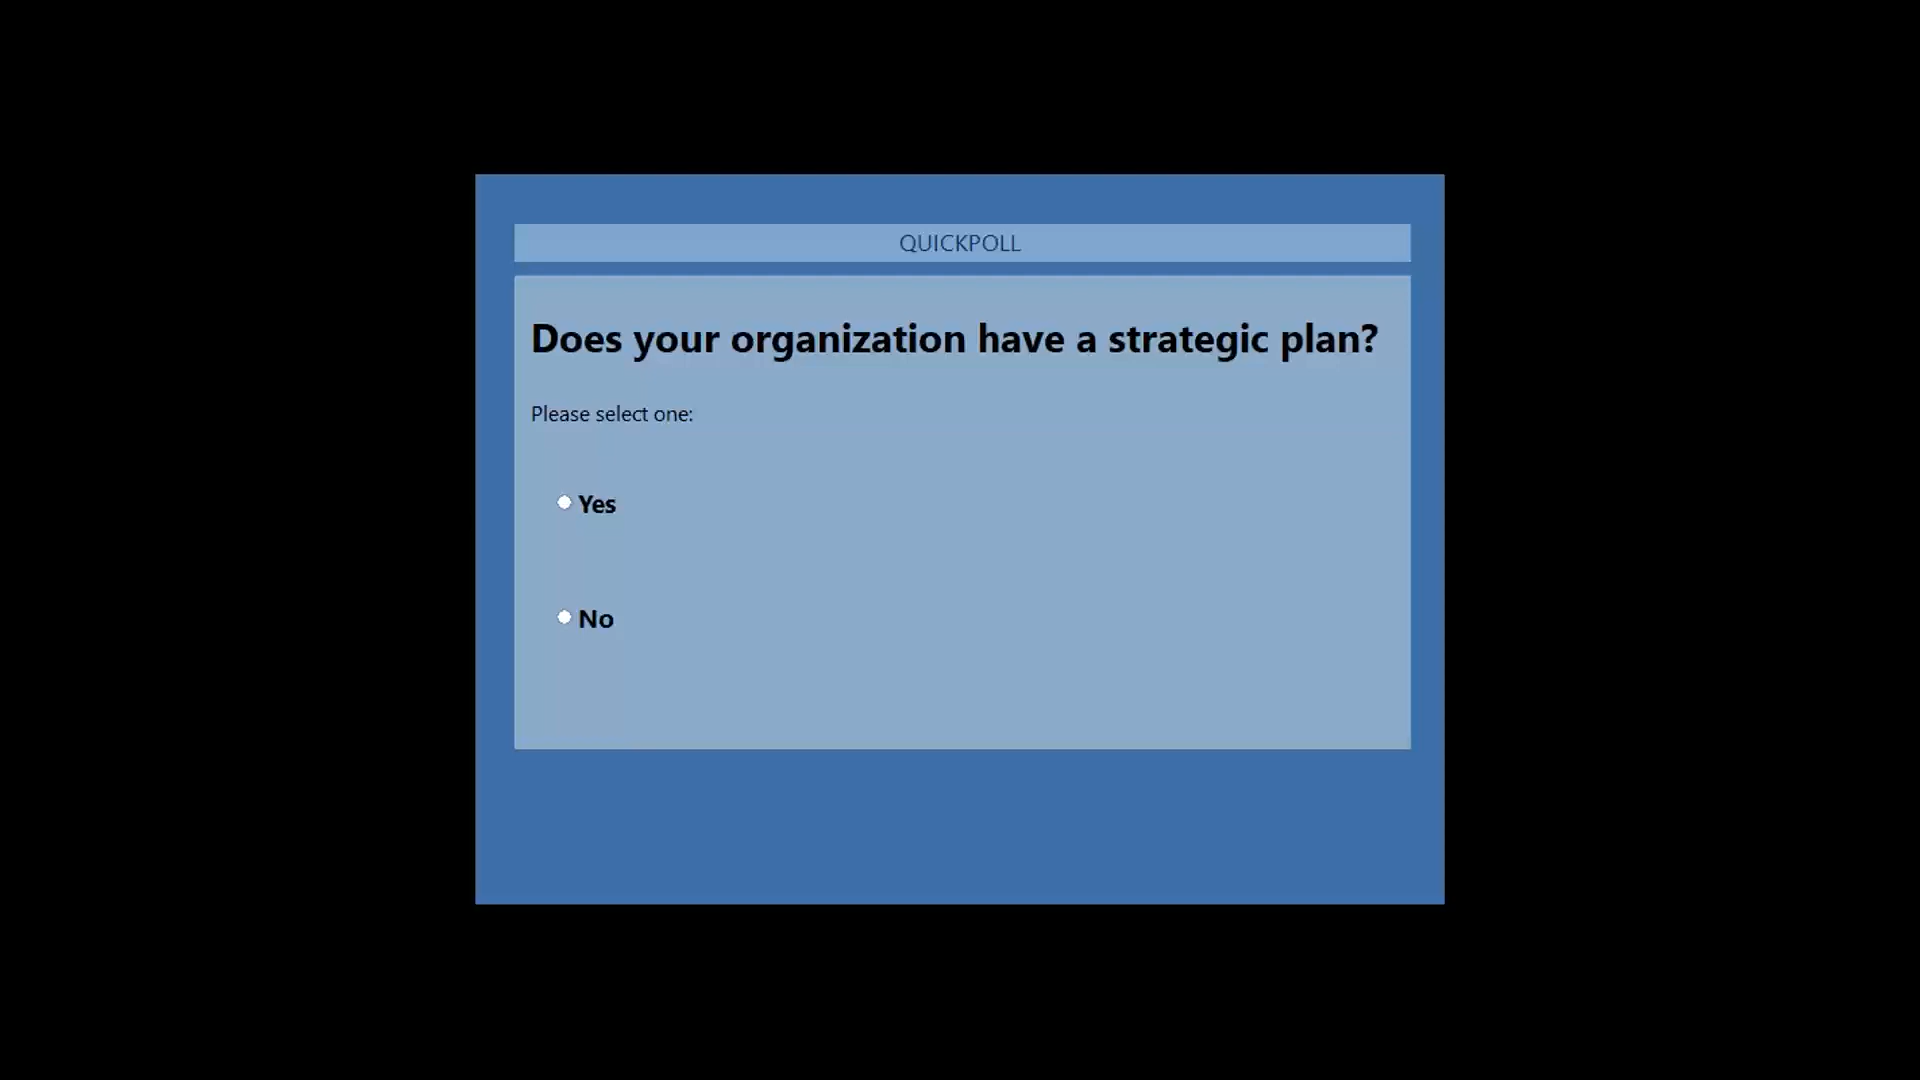 QUICKPOLL
Does your organization have a strategic plan?
Please select one:
Yes
No